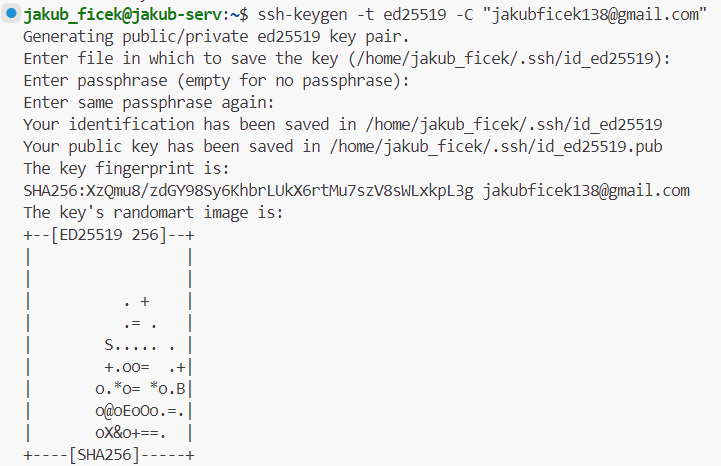 jakub_ficek@jakub-serv:~$ ssh-keygen -t ed25519 -C "jakubficek138@gmail.com"
Generating public/private ed25519 key pair.
Enter file in which to save the key (/home/jakub_ficek/.ssh/id_ed25519):
Enter passphrase (empty for no passphrase):
Enter same passphrase again:
Your identification has been saved in /home/jakub_ficek/.ssh/id_ed25519
Your public key has been saved in /home/jakub_ficek/.ssh/id_ed25519.pub
The key fingerprint is:
SHA256:XzQmu8/zdGY98Sy6KhbrLUkX6rtMu7szV8sWLxkpL3g jakubficek138@gmail.com
The key's randomart image is:
+--[ED25519 256]--+
|                 |
|                 |
|          . +    |
|          .= .   |
|        S..... . |
|        +.oo=  .+|
|       o.*o= *o.B|
|       o@oEoOo.=.|
|       oX&o+==.  |
+----[SHA256]-----+